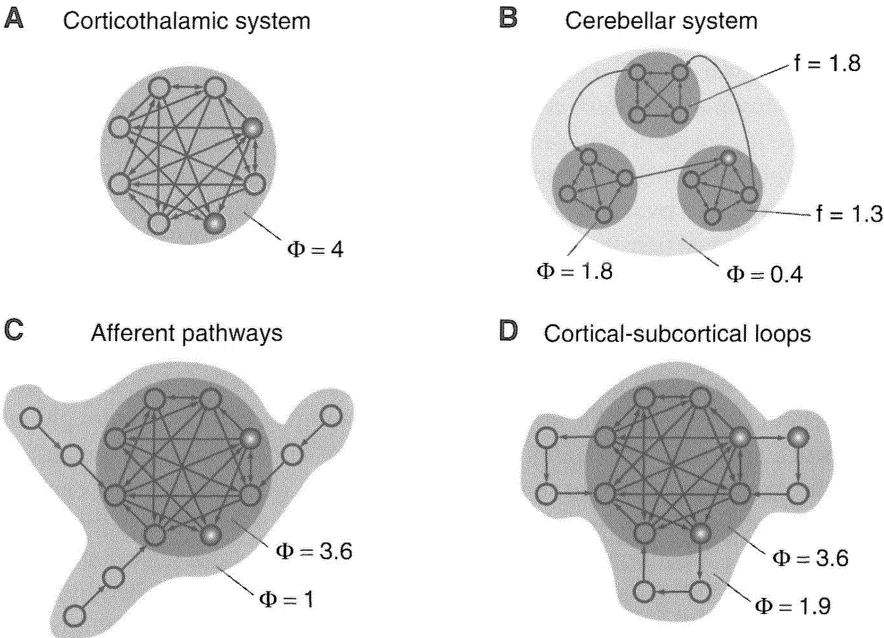 A Corticothalamic system
Φ = 4
B Cerebellar system
f = 1.8
f = 1.3
Φ = 1.8
Φ = 0.4
C Afferent pathways
Φ = 3.6
Φ = 1
D Cortical-subcortical loops
Φ = 3.6
Φ = 1.9